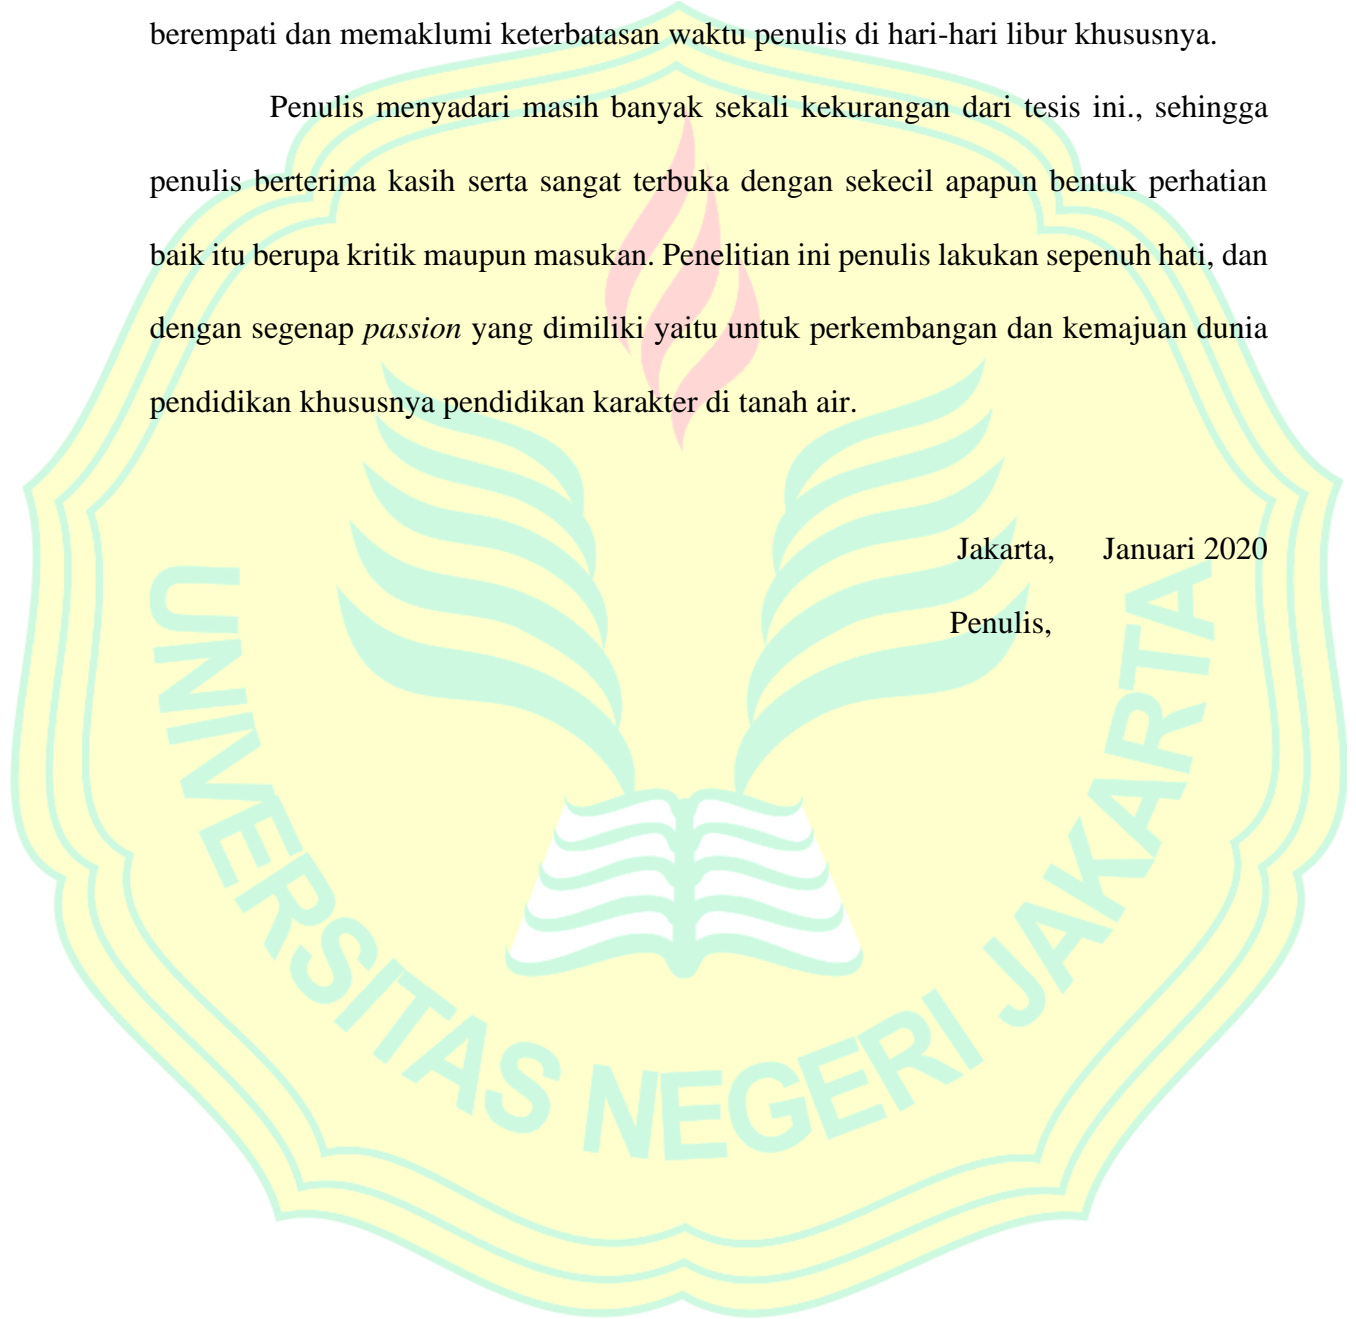 berempati dan memaklumi keterbatasan waktu penulis di hari-hari libur khususnya.
Penulis menyadari masih banyak sekali kekurangan dari tesis ini., sehingga
penulis berterima kasih serta sangat terbuka dengan sekecil apapun bentuk perhatian
baik itu berupa kritik maupun masukan. Penelitian ini penulis lakukan sepenuh hati, dan
dengan segenap passion yang dimiliki yaitu untuk perkembangan dan kemajuan dunia
pendidikan khususnya pendidikan karakter di tanah air.
Jakarta, Januari 2020
Penulis,
UNIVERSITAS NEGERI JAKARTA